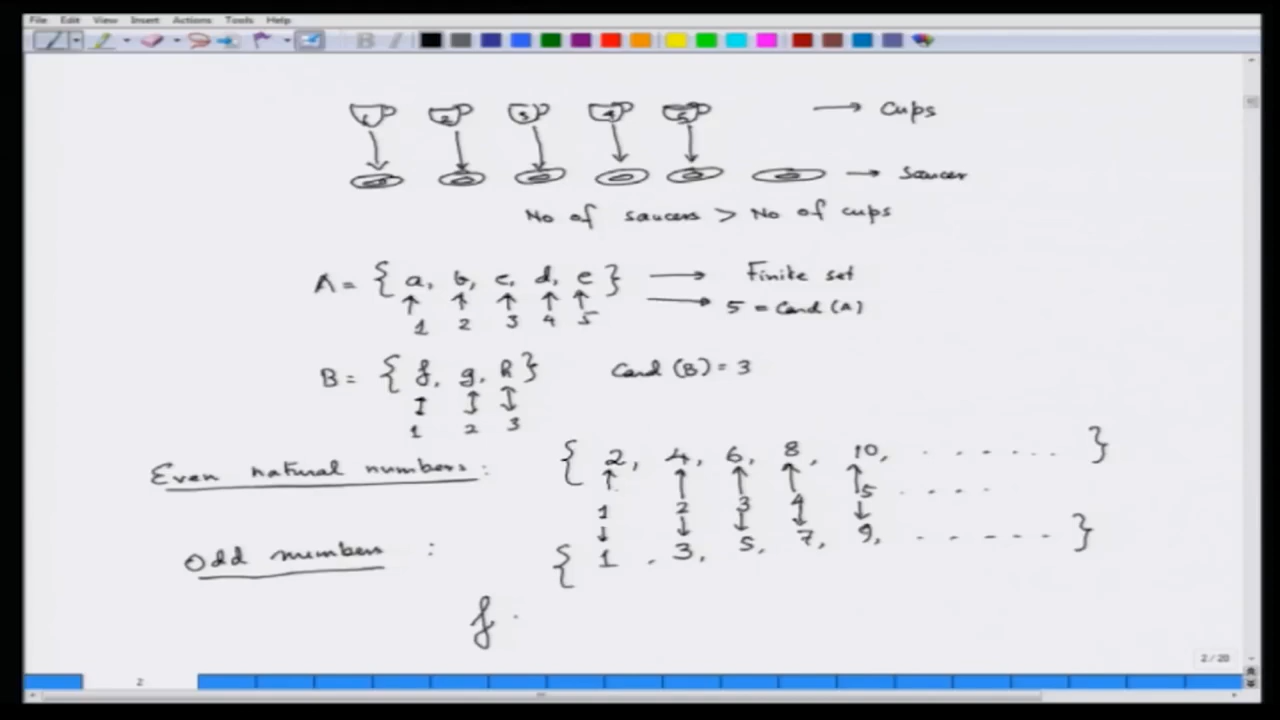 File Edit View Insert Actions Tools Help
1 2 3 4 5 → Cups
→ Saucer
No of saucers > No of cups
A = { a, b, c, d, e } → Finite set
↑ ↑ ↑ ↑ ↑ → 5 = Card (A)
1 2 3 4 5
B = { f, g, h } Card (B) = 3
↕ ↕ ↕
1 2 3
Even natural numbers : { 2, 4, 6, 8, 10, . . . . . . . }
↑ ↑ ↑ ↑ ↑
1 2 3 4 5 . . . .
↓ ↓ ↓ ↓ ↓
Odd numbers : { 1 , 3, 5, 7, 9, . . . . . . . }
f .
2 / 20
2